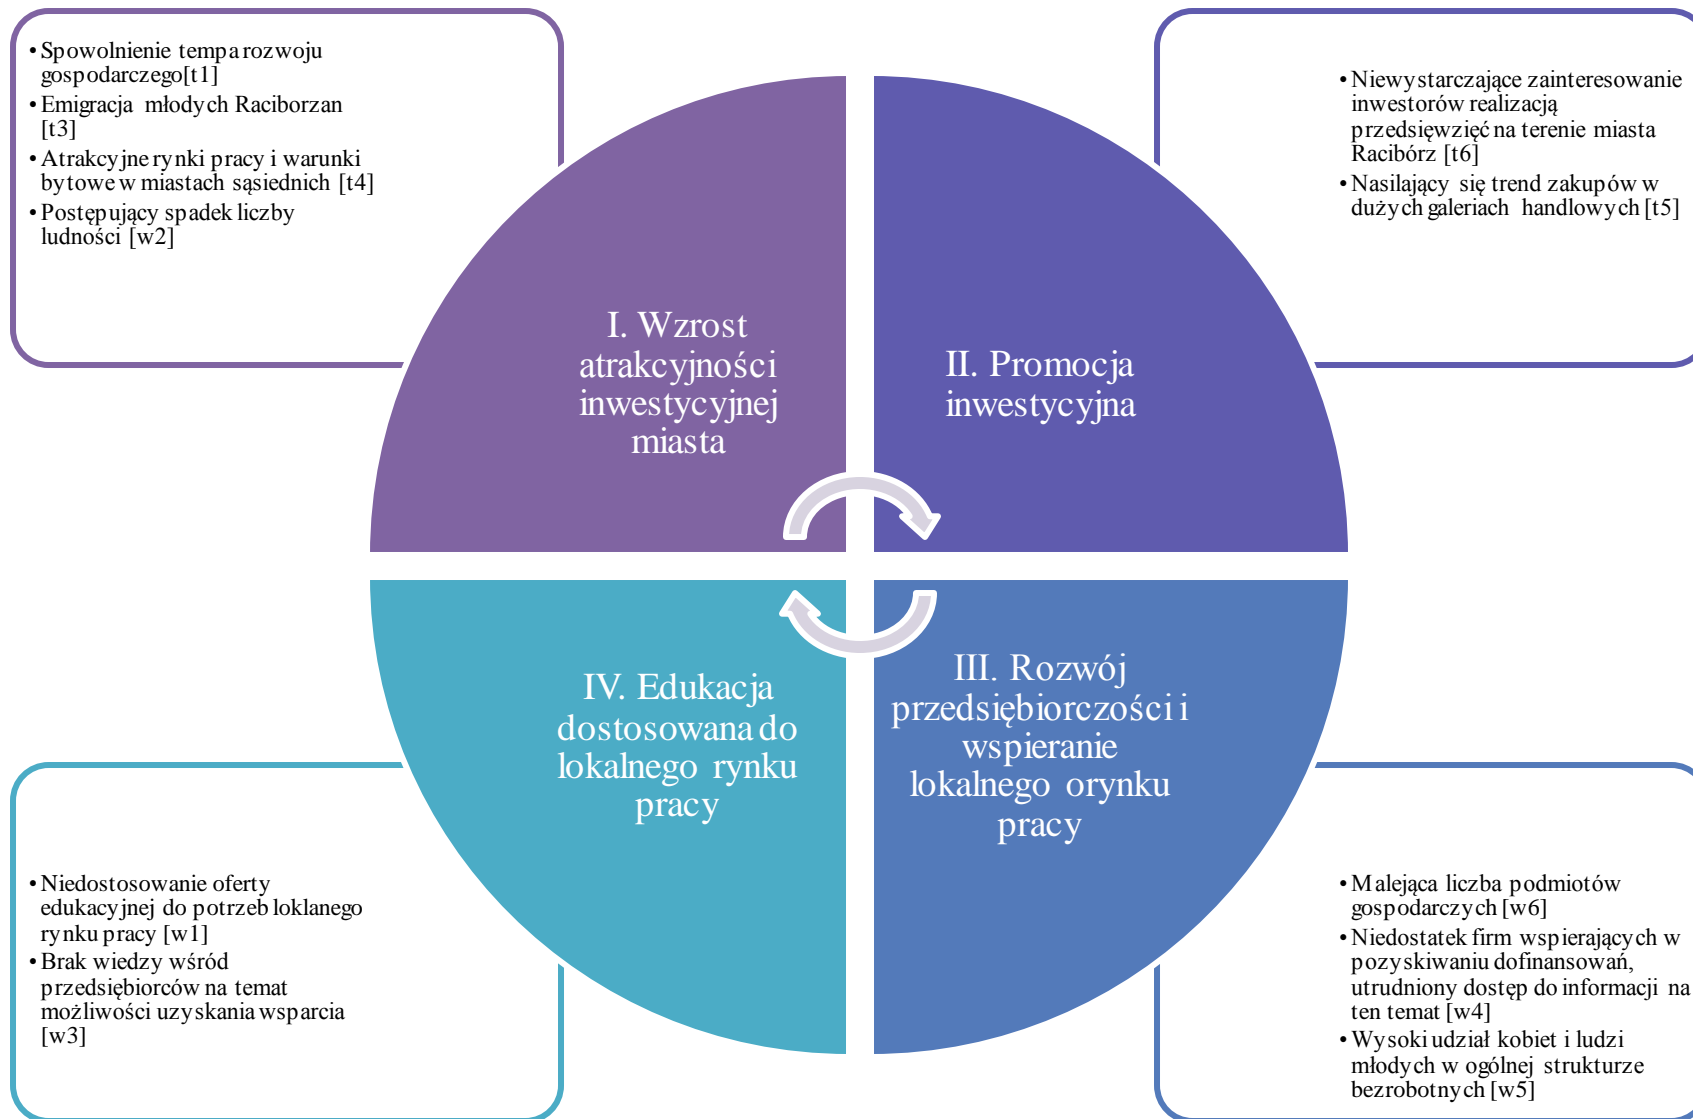 • Spowolnienie tempa rozwoju
gospodarczego[t1]
• Emigracja młodych Raciborzan
[t3]
• Atrakcyjne rynki pracy i warunki
bytowe w miastach sąsiednich [t4]
• Postępujący spadek liczby
ludności [w2]
• Niewystarczające zainteresowanie
inwestorów realizacją
przedsięwzięć na terenie miasta
Racibórz [t6]
• Nasilający się trend zakupów w
dużych galeriach handlowych [t5]
I. Wzrost
atrakcyjności
inwestycyjnej
miasta
II. Promocja
inwestycyjna
III. Rozwój
przedsiębiorczości i
wspieranie
lokalnego orynku
pracy
IV. Edukacja
dostosowana do
lokalnego rynku
pracy
• Niedostosowanie oferty
edukacyjnej do potrzeb loklanego
rynku pracy [w1]
• Brak wiedzy wśród
przedsiębiorców na temat
możliwości uzyskania wsparcia
[w3]
• Malejąca liczba podmiotów
gospodarczych [w6]
• Niedostatek firm wspierających w
pozyskiwaniu dofinansowań,
utrudniony dostęp do informacji na
ten temat [w4]
• Wysoki udział kobiet i ludzi
młodych w ogólnej strukturze
bezrobotnych [w5]